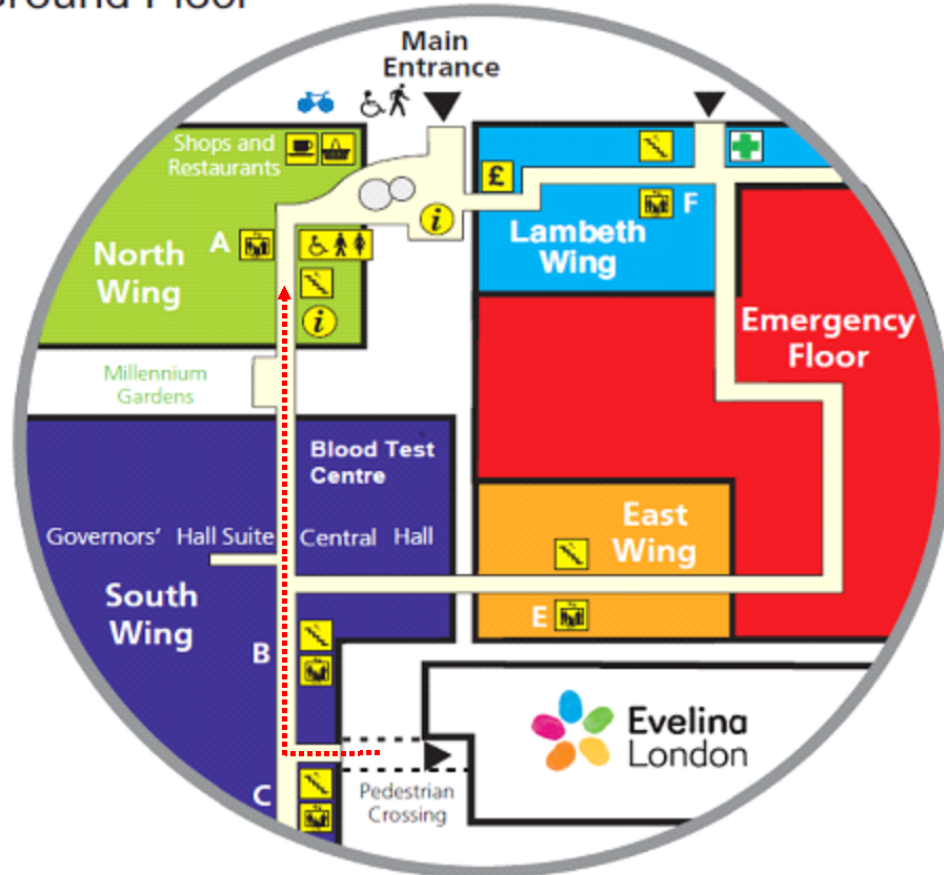 Ground Floor
Main
Entrance
Shops and
Restaurants
£
i
A
F
North
Wing
Lambeth
Wing
i
Emergency
Floor
Millennium
Gardens
Blood Test
Centre
Governors' Hall Suite
Central Hall
East
Wing
South
Wing
E
B
Evelina
London
C
Pedestrian
Crossing